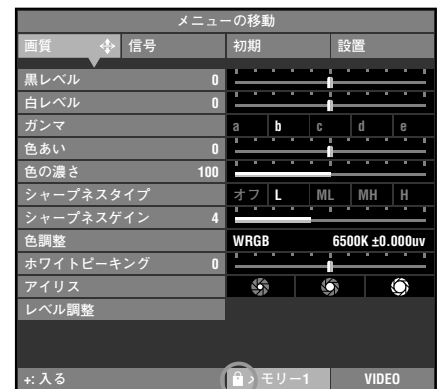 メニューの移動
画質 信号 初期 設置
黒レベル 0
白レベル 0
ガンマ a b c d e
色あい 0
色の濃さ 100
シャープネスタイプ オフ L ML MH H
シャープネスゲイン 4
色調整 WRGB 6500K ±0.000uv
ホワイトピーキング 0
アイリス
レベル調整
+: 入る メモリー1 VIDEO